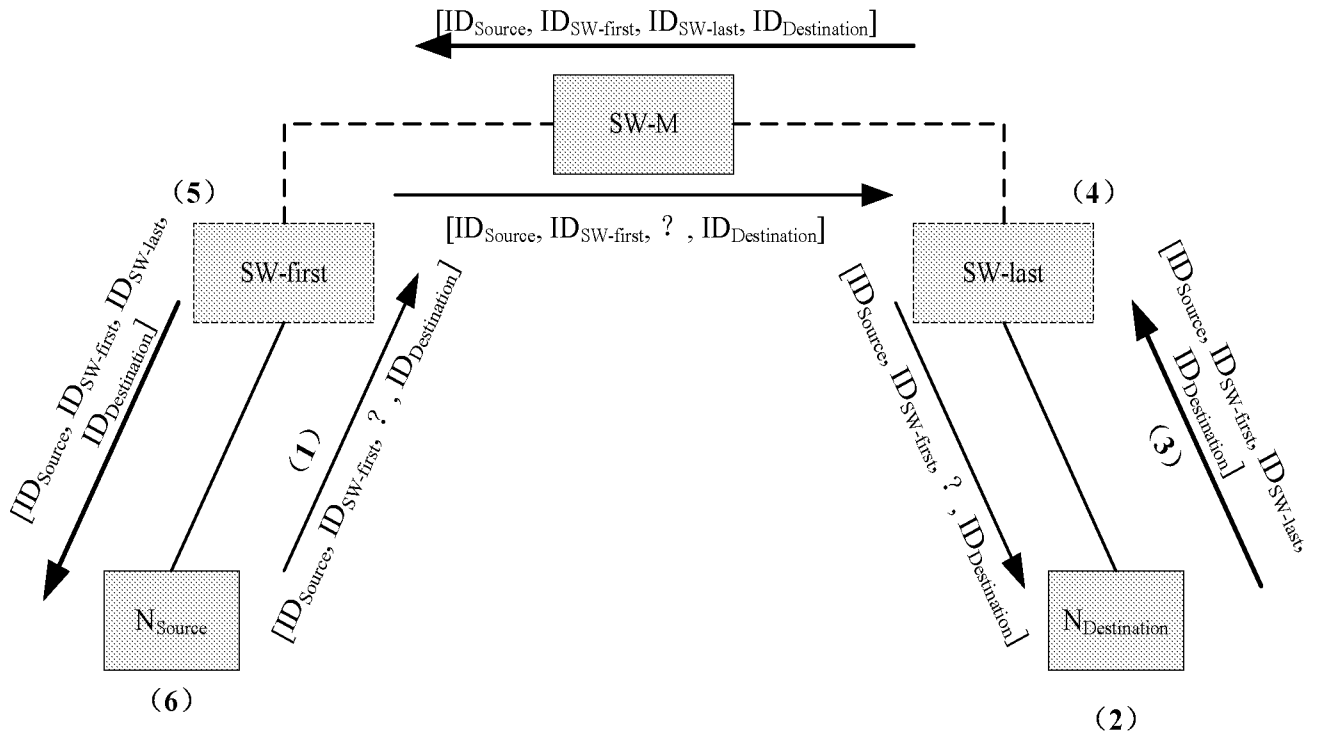 [IDSource, IDSW-first, IDSW-last, IDDestination]
SW-M
（5）
（4）
[IDSource, IDSW-first, ? , IDDestination]
SW-first
SW-last
[IDSource, IDSW-first, IDSW-last,
IDDestination]
（1）
[IDSource, IDSW-first, ? , IDDestination]
[IDSource, IDSW-first, ? , IDDestination]
[IDSource, IDSW-first, IDSW-last,
IDDestination]
（3）
NSource
NDestination
（6）
（2）